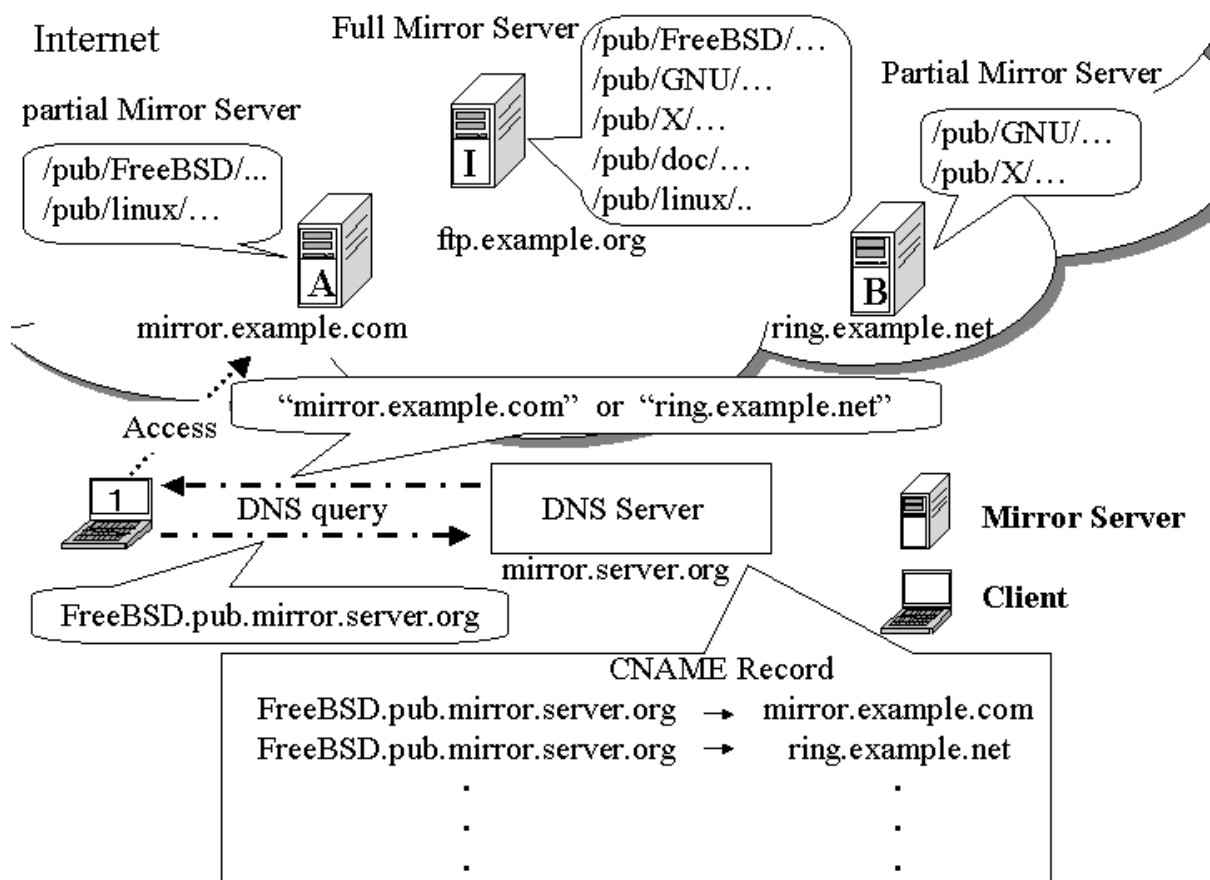 Internet
Full Mirror Server
/pub/FreeBSD/…
/pub/GNU/…
/pub/X/…
/pub/doc/…
/pub/linux/..
Partial Mirror Server
/pub/GNU/…
/pub/X/…
partial Mirror Server
/pub/FreeBSD/...
/pub/linux/…
I
ftp.example.org
A
mirror.example.com
B
ring.example.net
“mirror.example.com” or “ring.example.net”
Access
1
DNS query
DNS Server
mirror.server.org
Mirror Server
Client
FreeBSD.pub.mirror.server.org
CNAME Record
FreeBSD.pub.mirror.server.org → mirror.example.com
FreeBSD.pub.mirror.server.org → ring.example.net
. .
. .
. .